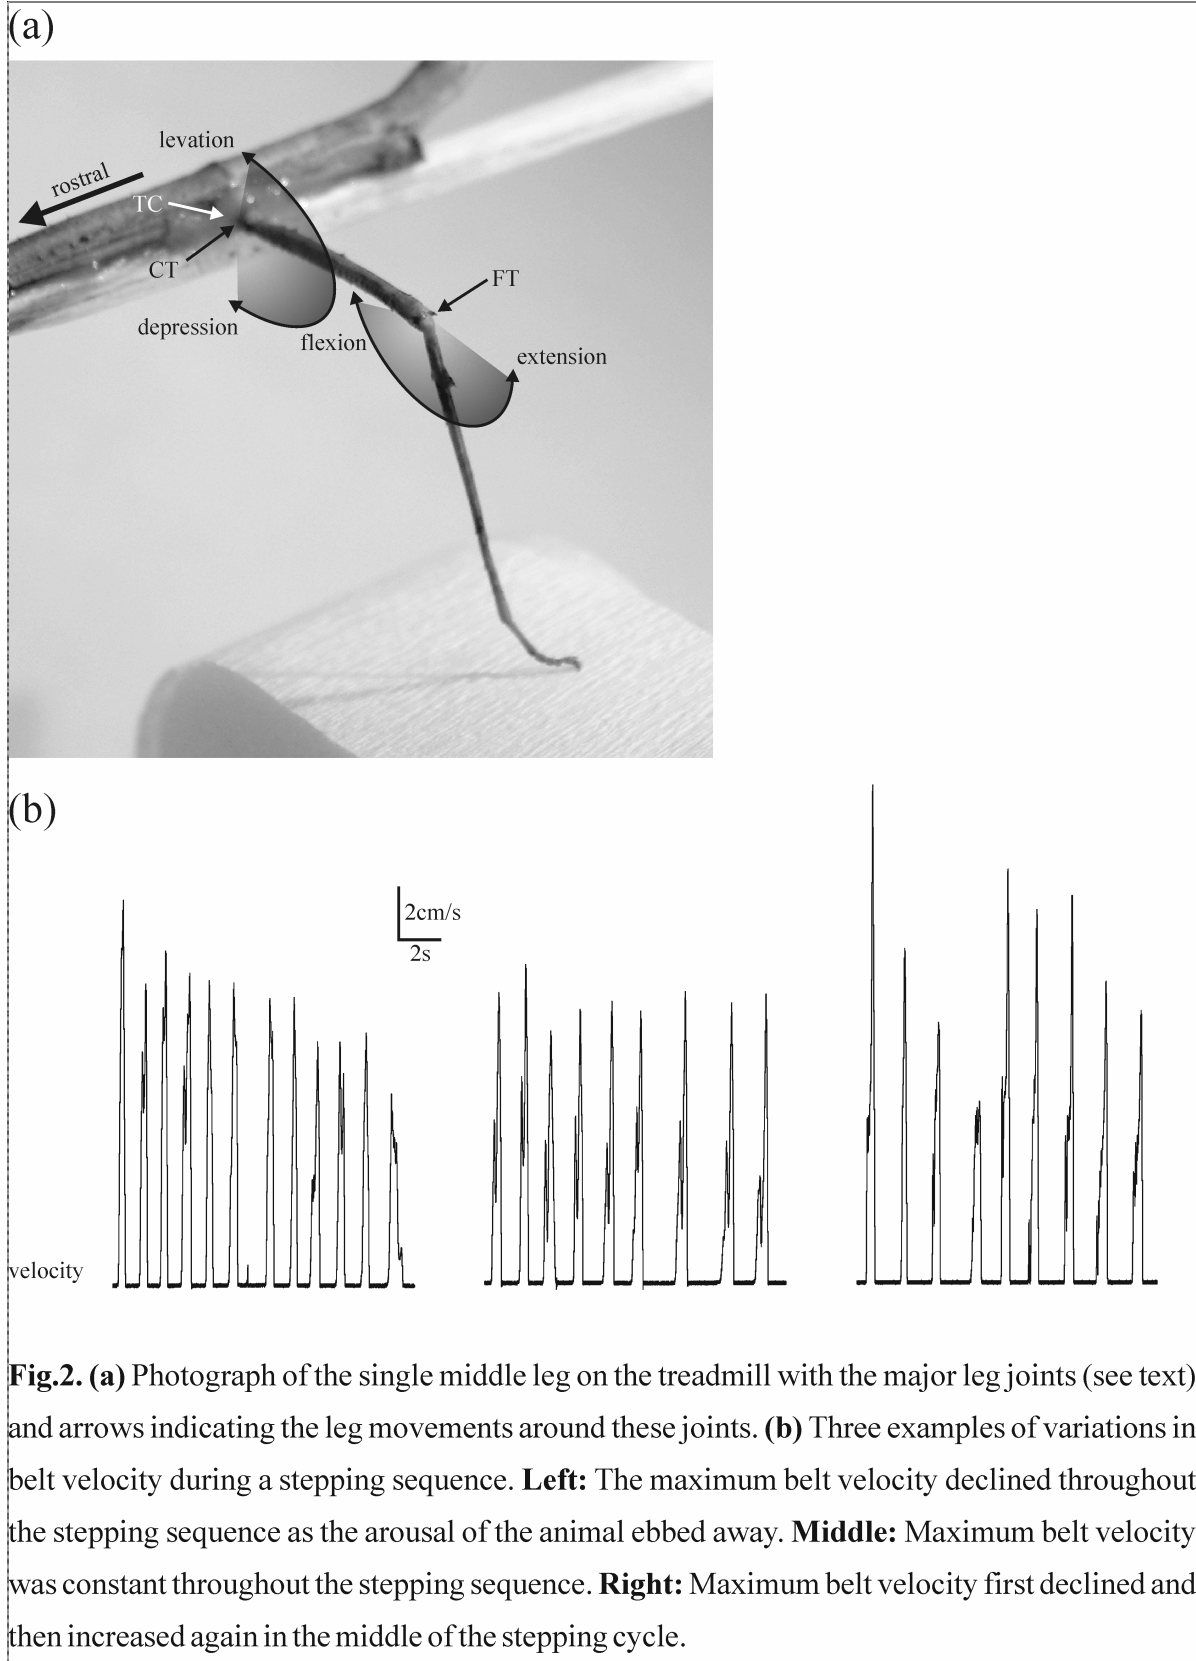 (a)
levation
rostral
TC
CT
FT
depression
flexion
extension
(b)
2cm/s
2s
velocity
Fig.2. (a) Photograph of the single middle leg on the treadmill with the major leg joints (see text)
and arrows indicating the leg movements around these joints. (b) Three examples of variations in
belt velocity during a stepping sequence. Left: The maximum belt velocity declined throughout
the stepping sequence as the arousal of the animal ebbed away. Middle: Maximum belt velocity
was constant throughout the stepping sequence. Right: Maximum belt velocity first declined and
then increased again in the middle of the stepping cycle.